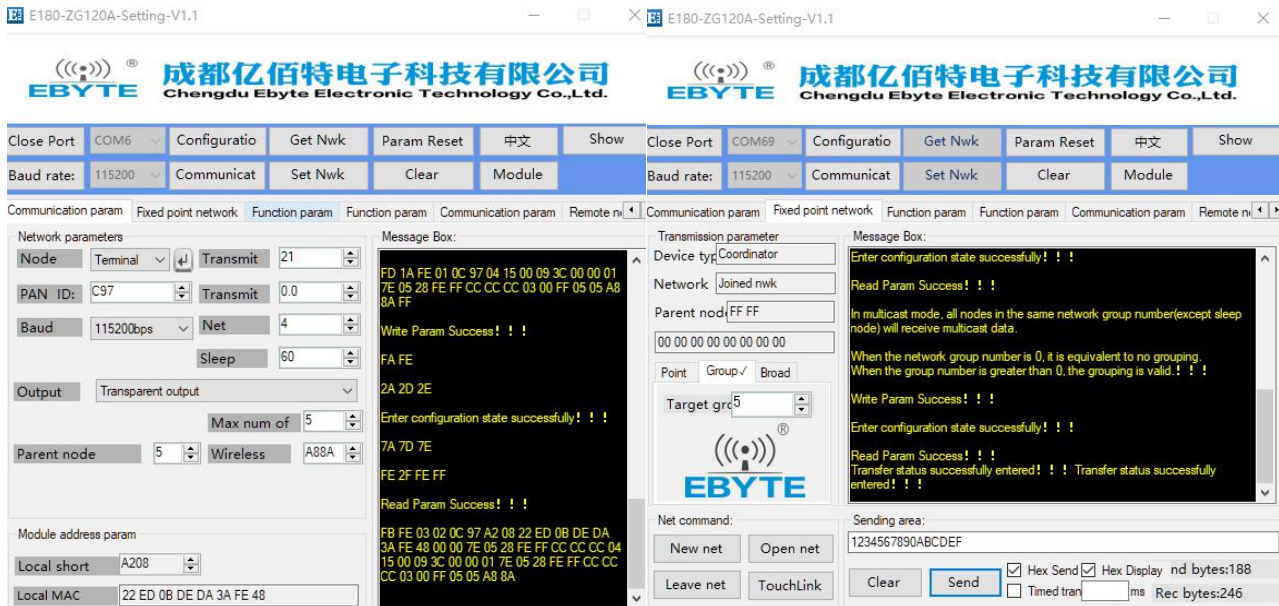 E180-ZG120A-Setting-V1.1
EBYTE ®
成都亿佰特电子科技有限公司
Chengdu Ebyte Electronic Technology Co.,Ltd.
Close Port COM6 Configuratio Get Nwk Param Reset 中文 Show
Baud rate: 115200 Communicat Set Nwk Clear Module
Communication param Fixed point network Function param Function param Communication param Remote n
Network parameters
Node Teminal Transmit 21
PAN ID: C97 Transmit 0.0
Baud 115200bps Net 4
Sleep 60
Output Transparent output
Max num of 5
Parent node 5 Wireless A88A
Module address param
Local short A208
Local MAC 22 ED 0B DE DA 3A FE 48
Message Box:
FD 1A FE 01 0C 97 04 15 00 09 3C 00 00 01
7E 05 28 FE FF CC CC CC 03 00 FF 05 05 A8
8A FF
Write Param Succ!ess! ! !
FA FE
2A 2D 2E
Enter configuration state successfully! ! !
7A 7D 7E
FE 2F FE FF
Read Param Success! ! !
FB FE 03 02 0C 97 A2 08 22 ED 0B DE DA
3A FE 48 00 00 7E 05 28 FE FF CC CC CC 04
15 00 09 3C 00 00 01 7E 05 28 FE FF CC CC
CC 03 00 FF 05 05 A8 8A
E180-ZG120A-Setting-V1.1
EBYTE ®
成都亿佰特电子科技有限公司
Chengdu Ebyte Electronic Technology Co.,Ltd.
Close Port COM69 Configuratio Get Nwk Param Reset 中文 Show
Baud rate: 115200 Communicat Set Nwk Clear Module
Communication param Fixed point network Function param Function param Communication param Remote n
Transmission parameter
Device typ Coordinator
Network Joined nwk
Parent nod FF FF
00 00 00 00 00 00 00 00
Point Group✓ Broad
Target gro 5
EBYTE ®
Net command:
New net Open net
Leave net TouchLink
Message Box:
Enter configuration state successfully! ! !
Read Param Success! ! !
In multicast mode, all nodes in the same network group number(except sleep
node) will receive multicast data.
When the network group number is 0, it is equivalent to no grouping.
When the group number is greater than 0, the grouping is valid.! ! !
Write Param Success! ! !
Enter configuration state successfully! ! !
Read Param Success! ! !
Transfer status successfully entered! ! ! Transfer status successfully
entered! ! !
Sending area:
1234567890ABCDEF
Clear Send Hex Send Hex Display nd bytes:188
Timed tran ms Rec bytes:246